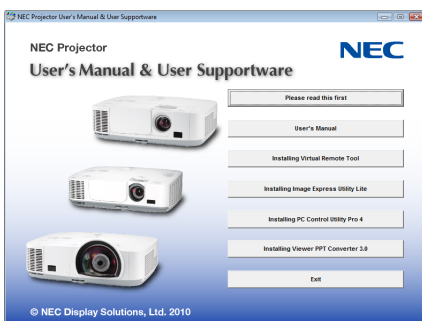 NEC Projector User's Manual & User Supportware
NEC Projector
NEC
User's Manual & User Supportware
Please read this first
User's Manual
Installing Virtual Remote Tool
Installing Image Express Utility Lite
Installing PC Control Utility Pro 4
Installing Viewer PPT Converter 3.0
Exit
© NEC Display Solutions, Ltd. 2010